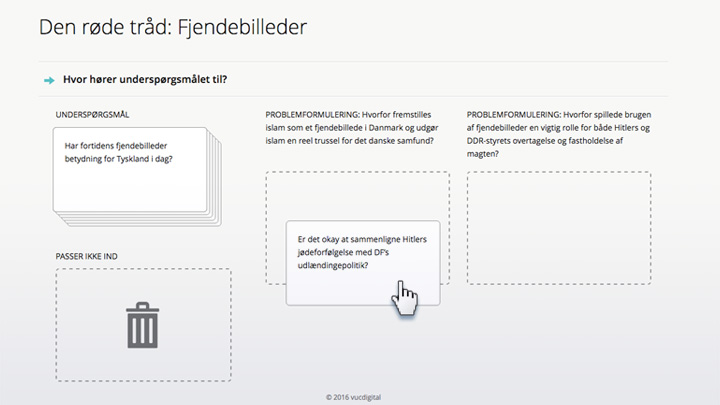 Den røde tråd: Fjendebilleder
Hvor hører underspørgsmålet til?
UNDERSPØRGSMÅL
Har fortidens fjendebilleder
betydning for Tyskland i dag?
PASSER IKKE IND
PROBLEMFORMULERING: Hvorfor fremstilles
islam som et fjendebillede i Danmark og udgør
islam en reel trussel for det danske samfund?
Er det okay at sammenligne Hitlers
jødeforfølgelse med DF's
udlændingepolitik?
PROBLEMFORMULERING: Hvorfor spillede brugen
af fjendebilleder en vigtig rolle for både Hitlers og
DDR-styrets overtagelse og fastholdelse af
magten?
© 2016 vucdigital